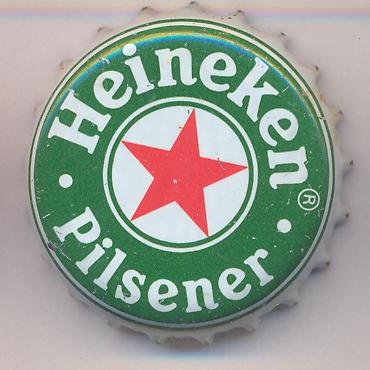 Heineken®
• Pilsener •